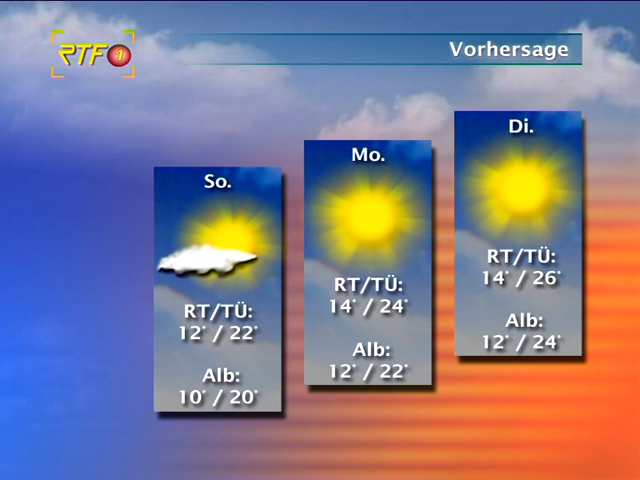 RTF 1
Vorhersage
So.
RT/TÜ:
12° / 22°
Alb:
10° / 20°
Mo.
RT/TÜ:
14° / 24°
Alb:
12° / 22°
Di.
RT/TÜ:
14° / 26°
Alb:
12° / 24°